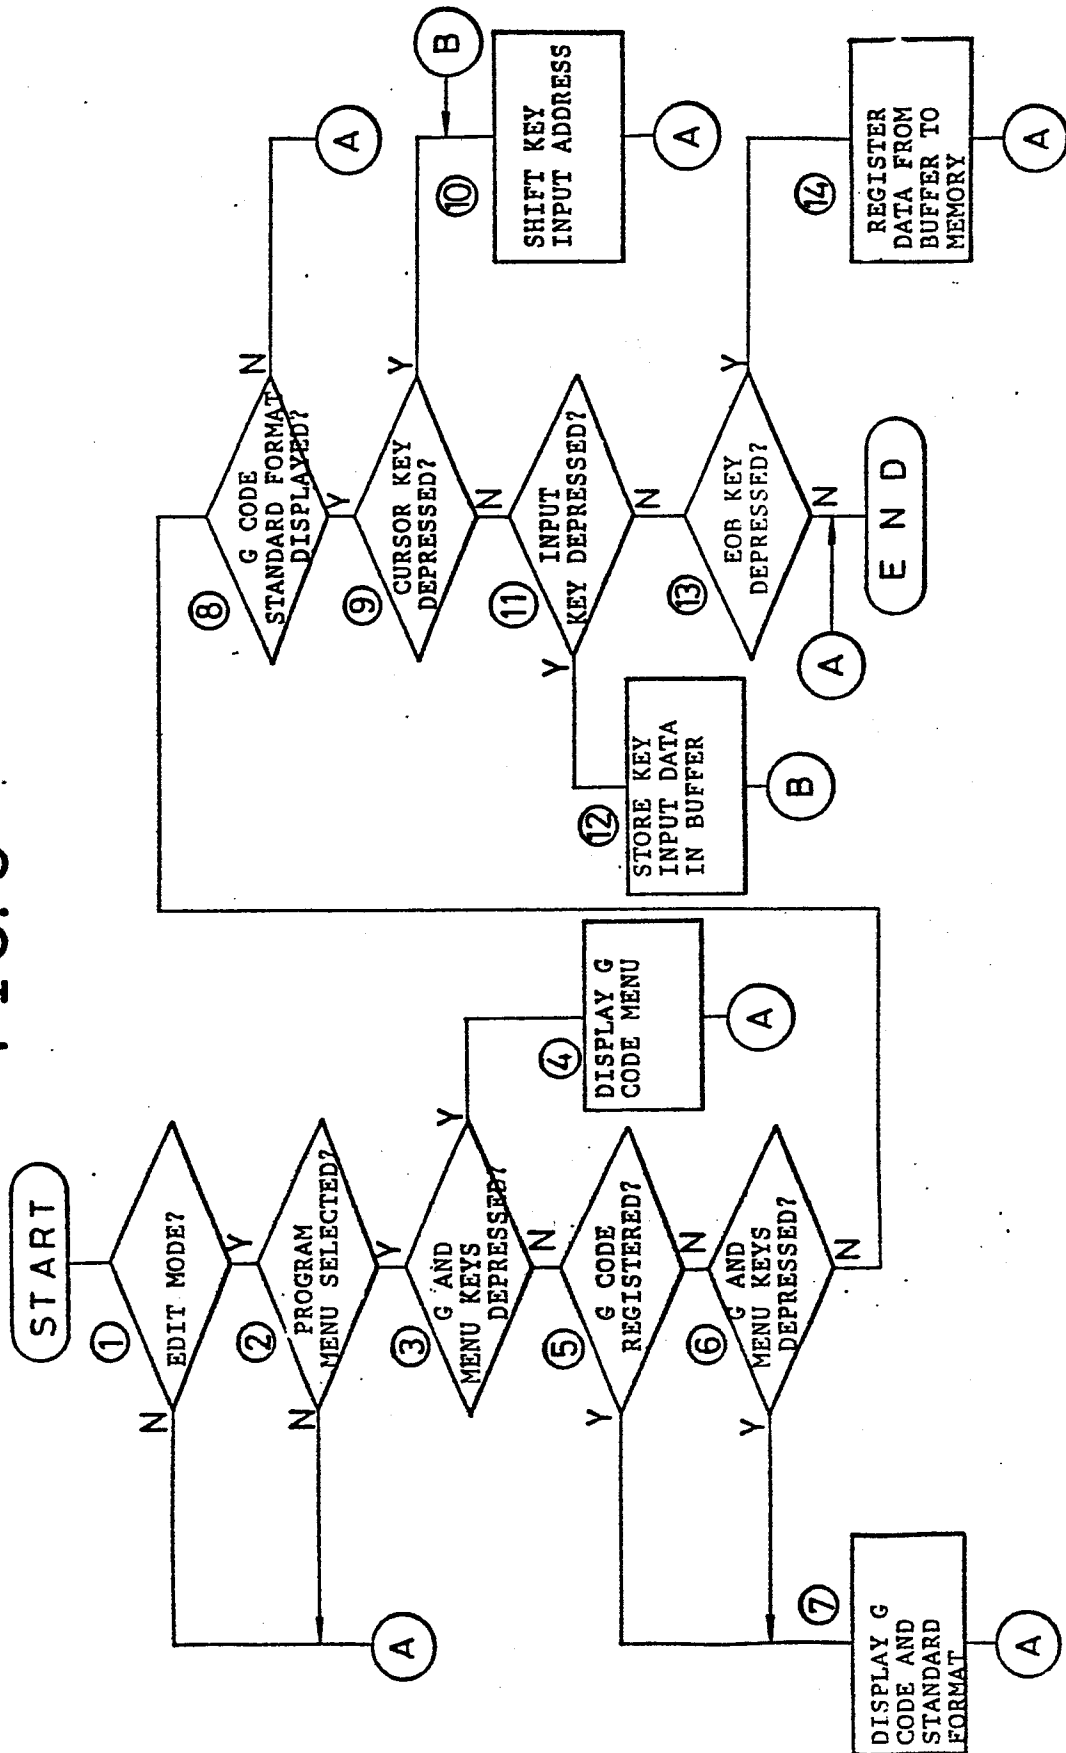 START
①
EDIT MODE?
N
Y
②
PROGRAM
MENU SELECTED?
N
Y
A
③
G AND
MENU KEYS
DEPRESSED?
Y
N
④
DISPLAY G
CODE MENU
A
⑤
G CODE
REGISTERED?
Y
N
⑥
G AND
MENU KEYS
DEPRESSED?
Y
N
⑦
DISPLAY G
CODE AND
STANDARD
FORMAT
A
⑧
G CODE
STANDARD FORMAT
DISPLAYED?
N
A
Y
⑨
CURSOR KEY
DEPRESSED?
Y
N
B
⑩
SHIFT KEY
INPUT ADDRESS
A
⑪
INPUT
KEY DEPRESSED?
Y
N
⑫
STORE KEY
INPUT DATA
IN BUFFER
B
⑬
EOB KEY
DEPRESSED?
Y
N
⑭
REGISTER
DATA FROM
BUFFER TO
MEMORY
A
A
END